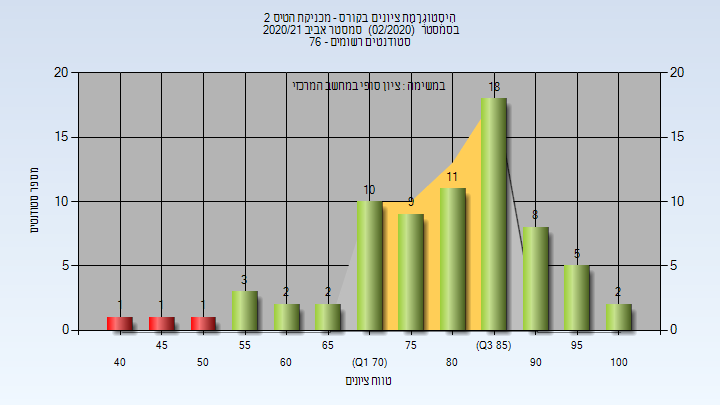 היסטוגרמת ציונים בקורס - מכניקת הטיס 2
בסמסטר (02/2020) סמסטר אביב 2020/21
סטודנטים רשומים - 76
במשימה : ציון סופי במחשב המרכזי
מספר סטודנטים
20 20
15 15
10 10
5 5
0 0
1 1 1 3 2 2 10 9 11 18 8 5 2
45 55 65 75 (Q3 85) 95
40 50 60 (Q1 70) 80 90 100
טווח ציונים